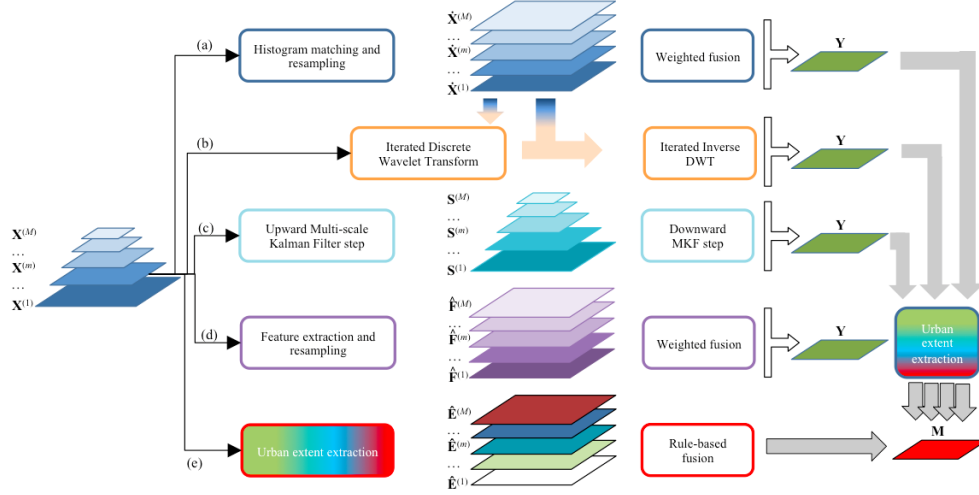 (a)
Histogram matching and
resampling
Ẋ(M)
...
Ẋ(m)
...
Ẋ(1)
Weighted fusion
Y
(b)
Iterated Discrete
Wavelet Transform
Iterated Inverse
DWT
Y
X(M)
...
X(m)
...
X(1)
(c)
Upward Multi-scale
Kalman Filter step
S(M)
...
S(m)
...
S(1)
Downward
MKF step
Y
(d)
Feature extraction and
resampling
F̂(M)
...
F̂(m)
...
F̂(1)
Weighted fusion
Y
Urban
extent
extraction
(e)
Urban extent extraction
Ê(M)
...
Ê(m)
...
Ê(1)
Rule-based
fusion
M